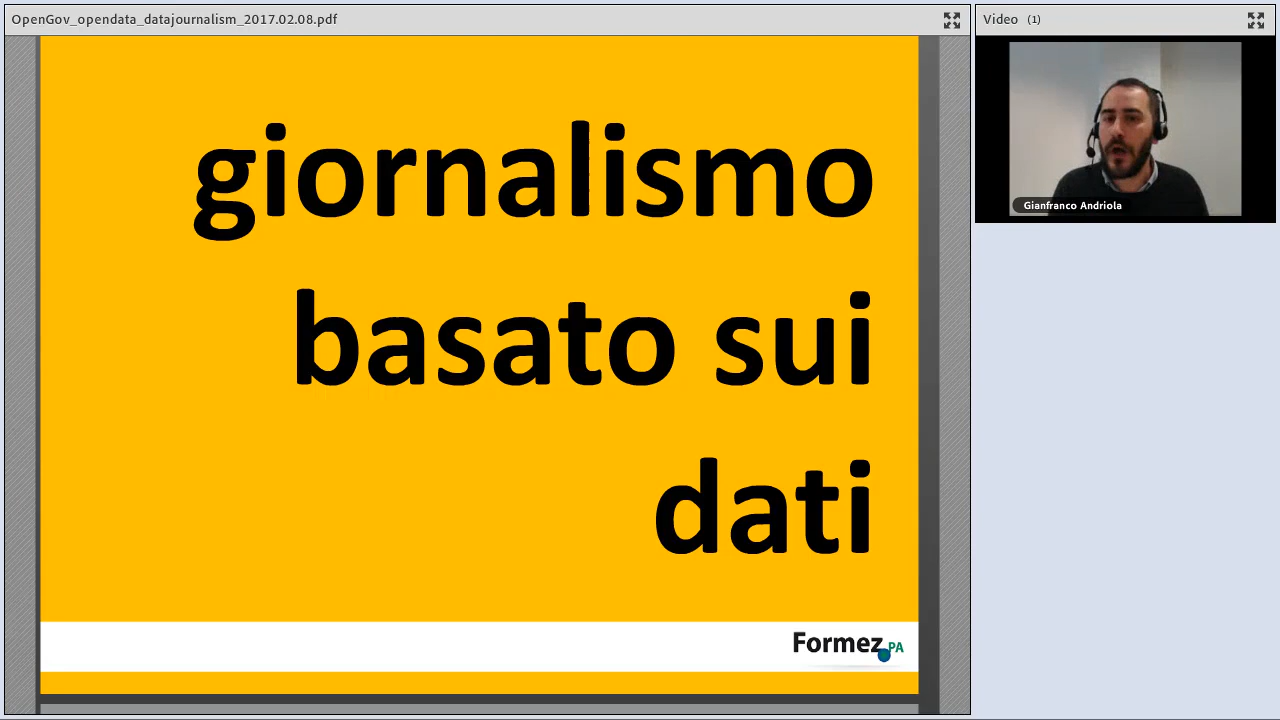 OpenGov_opendata_datajournalism_2017.02.08.pdf
Video (1)
giornalismo
basato sui
dati
Gianfranco Andriola
Formez PA